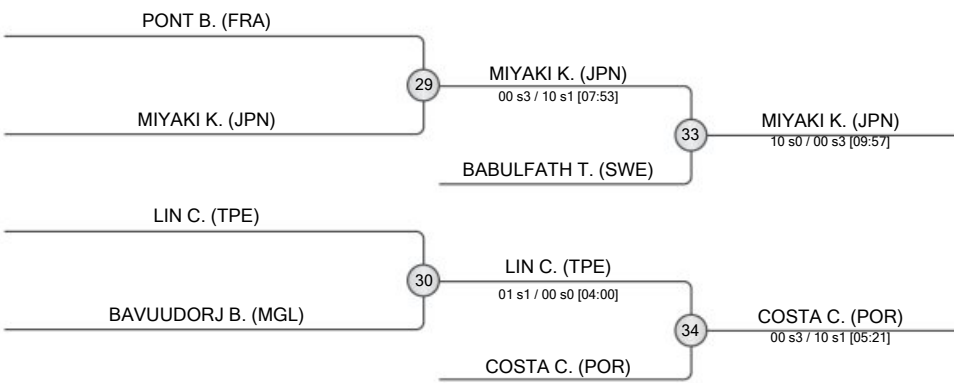 PONT B. (FRA)
29
MIYAKI K. (JPN)
00 s3 / 10 s1 [07:53]
MIYAKI K. (JPN)
33
MIYAKI K. (JPN)
10 s0 / 00 s3 [09:57]
BABULFATH T. (SWE)
LIN C. (TPE)
30
LIN C. (TPE)
01 s1 / 00 s0 [04:00]
BAVUUDORJ B. (MGL)
34
COSTA C. (POR)
00 s3 / 10 s1 [05:21]
COSTA C. (POR)